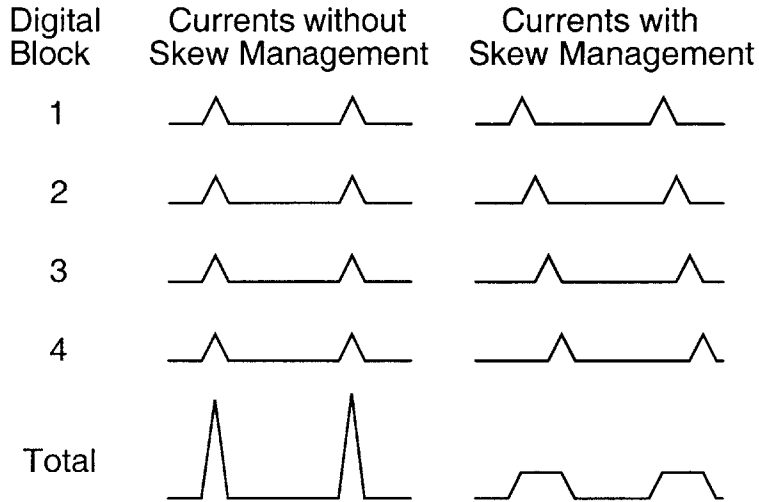 Digital Block
Currents without Skew Management
Currents with Skew Management
1
2
3
4
Total